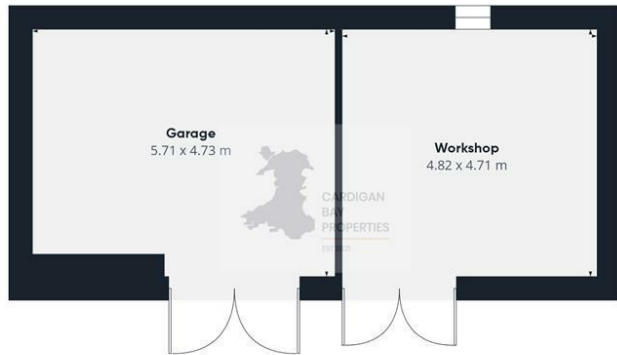 Garage
5.71 x 4.73 m
Workshop
4.82 x 4.71 m
CARDIGAN
BAY
PROPERTIES